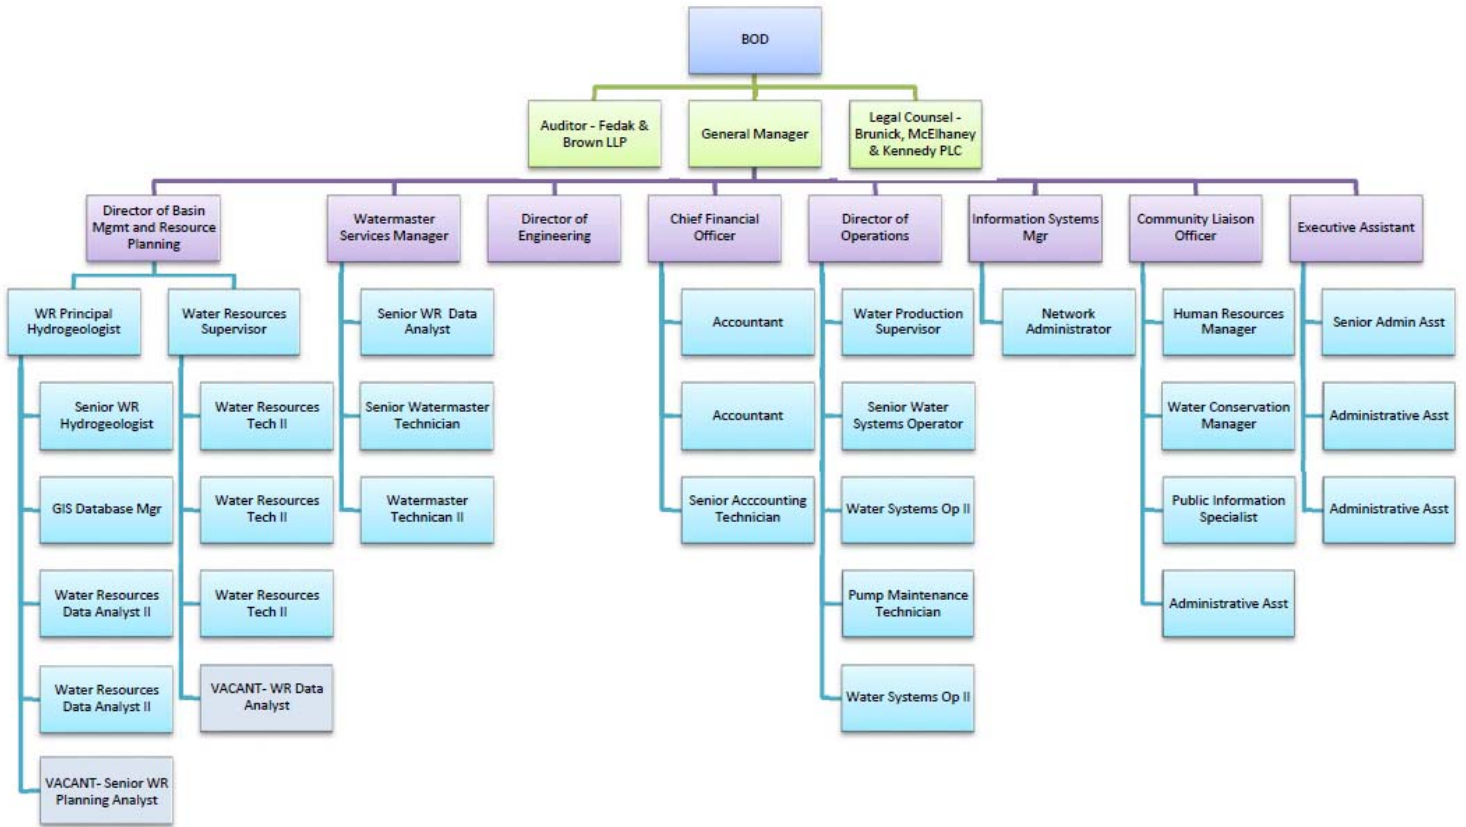 BOD
Auditor - Fedak &
Brown LLP
General Manager
Legal Counsel -
Brunick, McElhaney
& Kennedy PLC
Director of Basin
Mgmt and Resource
Planning
Watermaster
Services Manager
Director of
Engineering
Chief Financial
Officer
Director of
Operations
Information Systems
Mgr
Community Liaison
Officer
Executive Assistant
WR Principal
Hydrogeologist
Water Resources
Supervisor
Senior WR Data
Analyst
Accountant
Water Production
Supervisor
Network
Administrator
Human Resources
Manager
Senior Admin Asst
Senior WR
Hydrogeologist
Water Resources
Tech II
Senior Watermaster
Technician
Accountant
Senior Water
Systems Operator
Water Conservation
Manager
Administrative Asst
GIS Database Mgr
Water Resources
Tech II
Watermaster
Technican II
Senior Acccounting
Technician
Water Systems Op II
Public Information
Specialist
Administrative Asst
Water Resources
Data Analyst II
Water Resources
Tech II
Pump Maintenance
Technician
Administrative Asst
Water Resources
Data Analyst II
VACANT- WR Data
Analyst
Water Systems Op II
VACANT- Senior WR
Planning Analyst